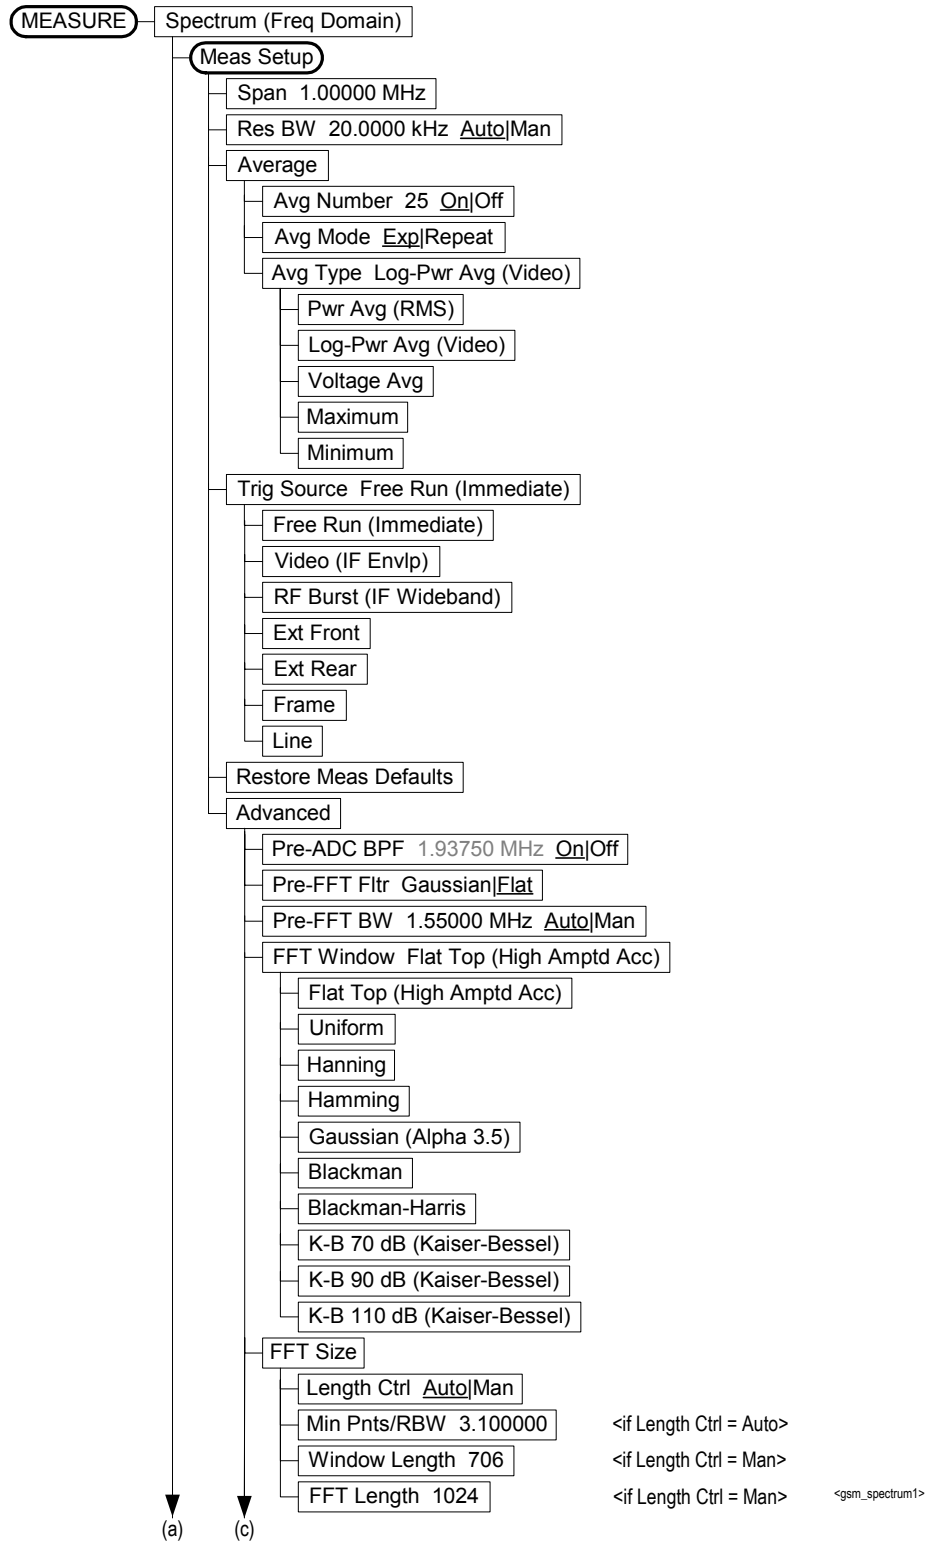 MEASURE Spectrum (Freq Domain)
Meas Setup
Span 1.00000 MHz
Res BW 20.0000 kHz Auto|Man
Average
Avg Number 25 On|Off
Avg Mode Exp|Repeat
Avg Type Log-Pwr Avg (Video)
Pwr Avg (RMS)
Log-Pwr Avg (Video)
Voltage Avg
Maximum
Minimum
Trig Source Free Run (Immediate)
Free Run (Immediate)
Video (IF Envlp)
RF Burst (IF Wideband)
Ext Front
Ext Rear
Frame
Line
Restore Meas Defaults
Advanced
Pre-ADC BPF 1.93750 MHz On|Off
Pre-FFT Fltr Gaussian|Flat
Pre-FFT BW 1.55000 MHz Auto|Man
FFT Window Flat Top (High Amptd Acc)
Flat Top (High Amptd Acc)
Uniform
Hanning
Hamming
Gaussian (Alpha 3.5)
Blackman
Blackman-Harris
K-B 70 dB (Kaiser-Bessel)
K-B 90 dB (Kaiser-Bessel)
K-B 110 dB (Kaiser-Bessel)
FFT Size
Length Ctrl Auto|Man
Min Pnts/RBW 3.100000 <if Length Ctrl = Auto>
Window Length 706 <if Length Ctrl = Man>
FFT Length 1024 <if Length Ctrl = Man> <gsm_spectrum1>
(a) (c)